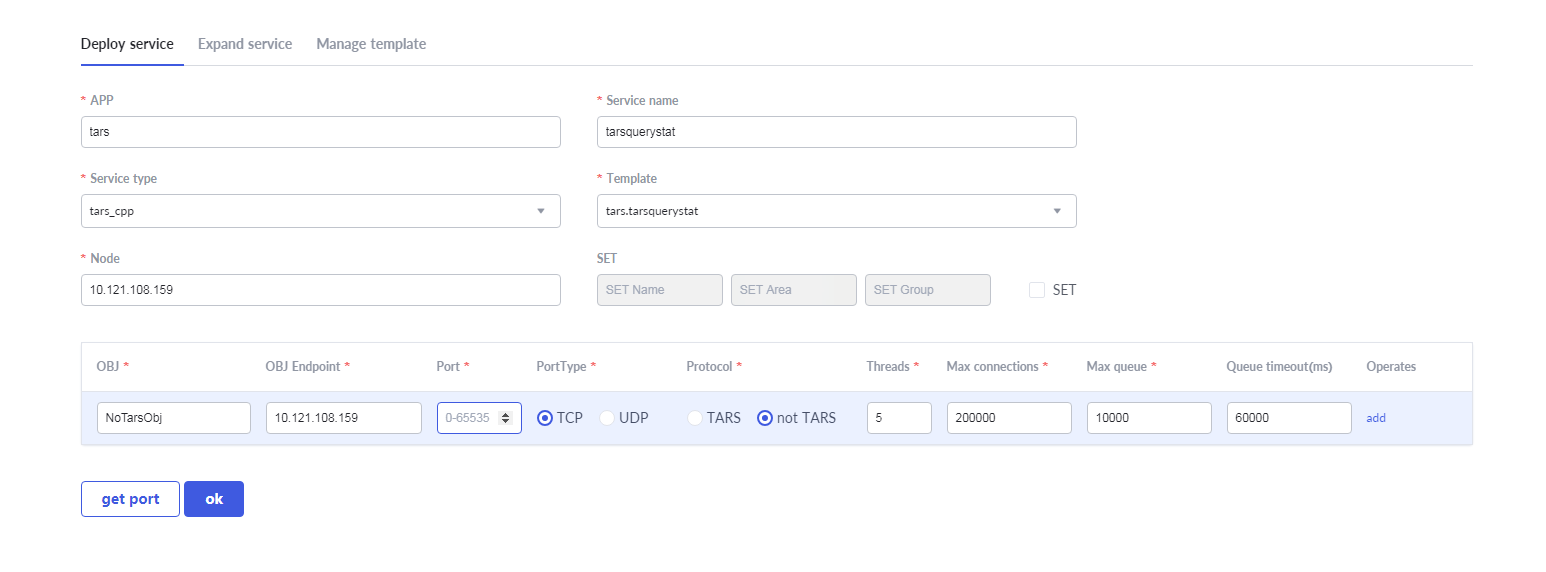 Deploy service Expand service Manage template
* APP * Service name
tars tarsquerystat
* Service type * Template
tars_cpp tars.tarsquerystat
* Node SET
10.121.108.159 SET Name SET Area SET Group SET
OBJ * OBJ Endpoint * Port * PortType * Protocol * Threads * Max connections * Max queue * Queue timeout(ms) Operates
NoTarsObj 10.121.108.159 0-65535 TCP UDP TARS not TARS 5 200000 10000 60000 add
get port ok